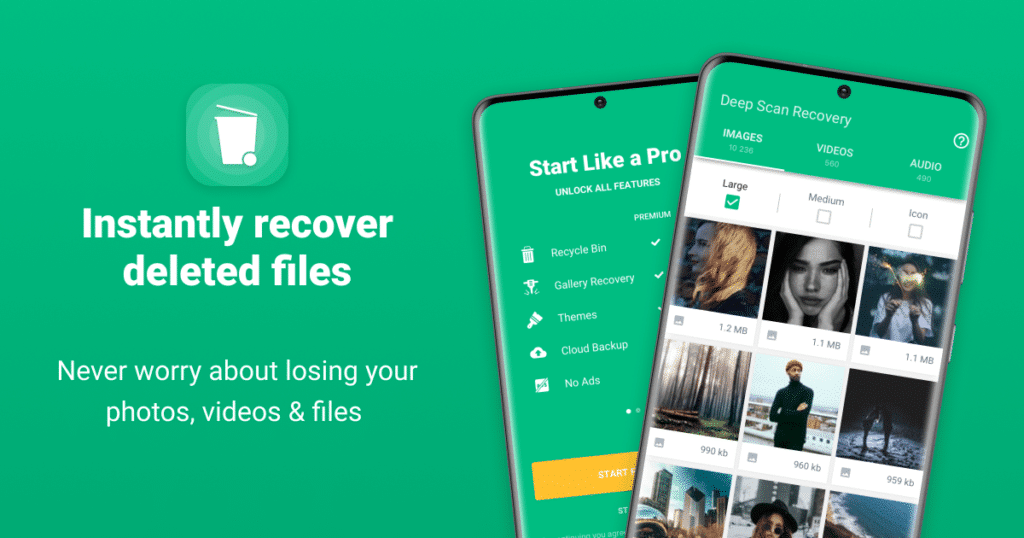 Instantly recover
deleted files
Never worry about losing your
photos, videos & files
Start Like a Pro
UNLOCK ALL FEATURES
PREMIUM
Recycle Bin
Gallery Recovery
Themes
Cloud Backup
No Ads
START
Deep Scan Recovery
IMAGES VIDEOS AUDIO
10 236 560 490
Large Medium Icon
1.2 MB 1.1 MB 1.1 MB
990 kb 960 kb 959 kb